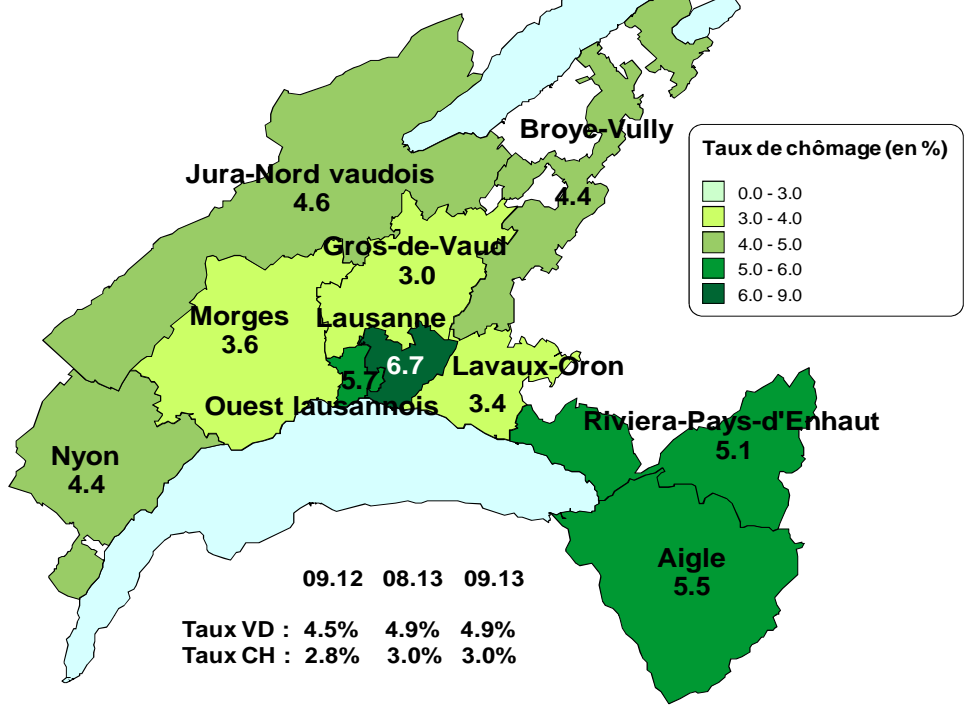 Broye-Vully
4.4
Taux de chômage (en %)
0.0 - 3.0
3.0 - 4.0
4.0 - 5.0
5.0 - 6.0
6.0 - 9.0
Jura-Nord vaudois
4.6
Gros-de-Vaud
3.0
Morges
3.6
Lausanne
6.7
5.7
Ouest lausannois
Lavaux-Oron
3.4
Riviera-Pays-d'Enhaut
5.1
Nyon
4.4
Aigle
5.5
09.12 08.13 09.13
Taux VD : 4.5% 4.9% 4.9%
Taux CH : 2.8% 3.0% 3.0%